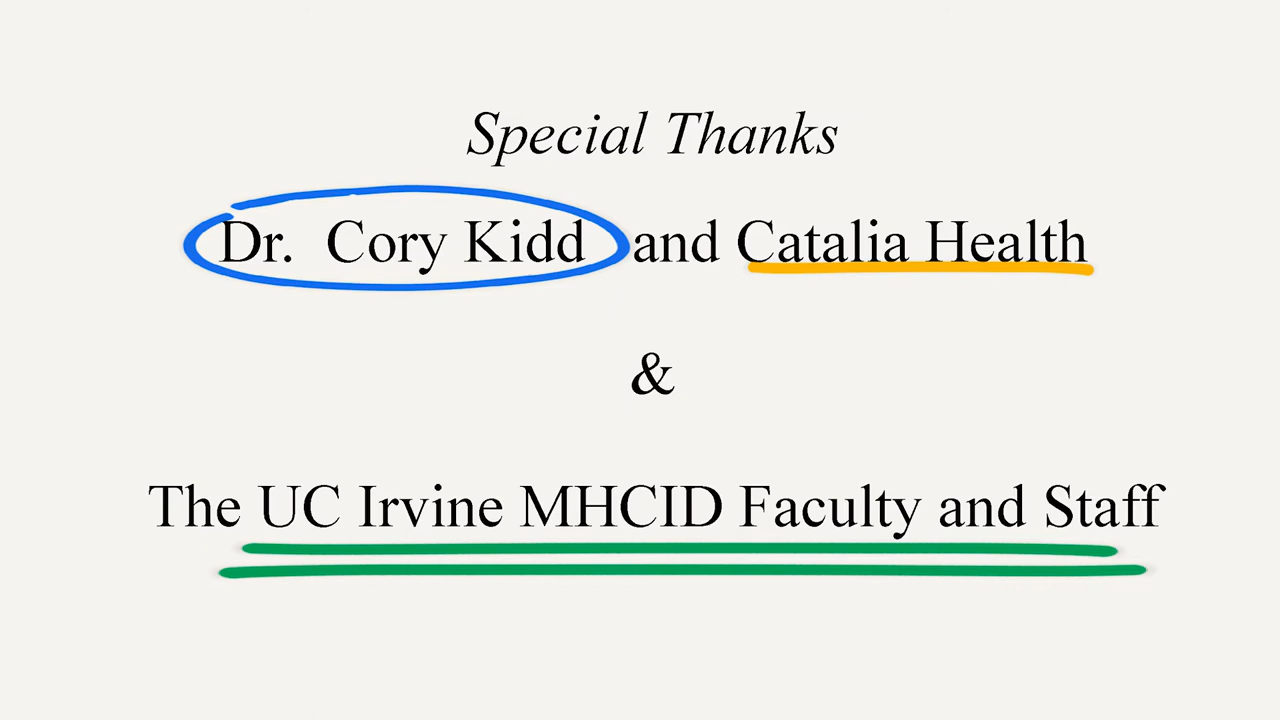 Special Thanks
Dr. Cory Kidd and Catalia Health
&
The UC Irvine MHCID Faculty and Staff